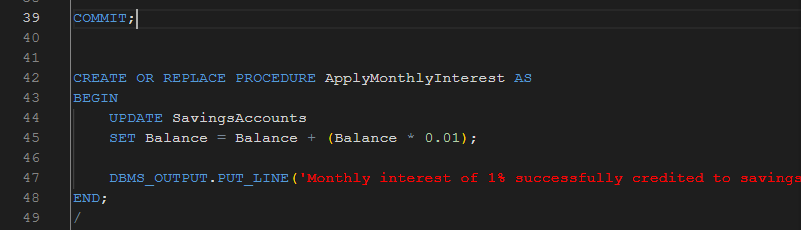 39 COMMIT;
40
41
42 CREATE OR REPLACE PROCEDURE ApplyMonthlyInterest AS
43 BEGIN
44 UPDATE SavingsAccounts
45 SET Balance = Balance + (Balance * 0.01);
46
47 DBMS_OUTPUT.PUT_LINE('Monthly interest of 1% successfully credited to savings
48 END;
49 /